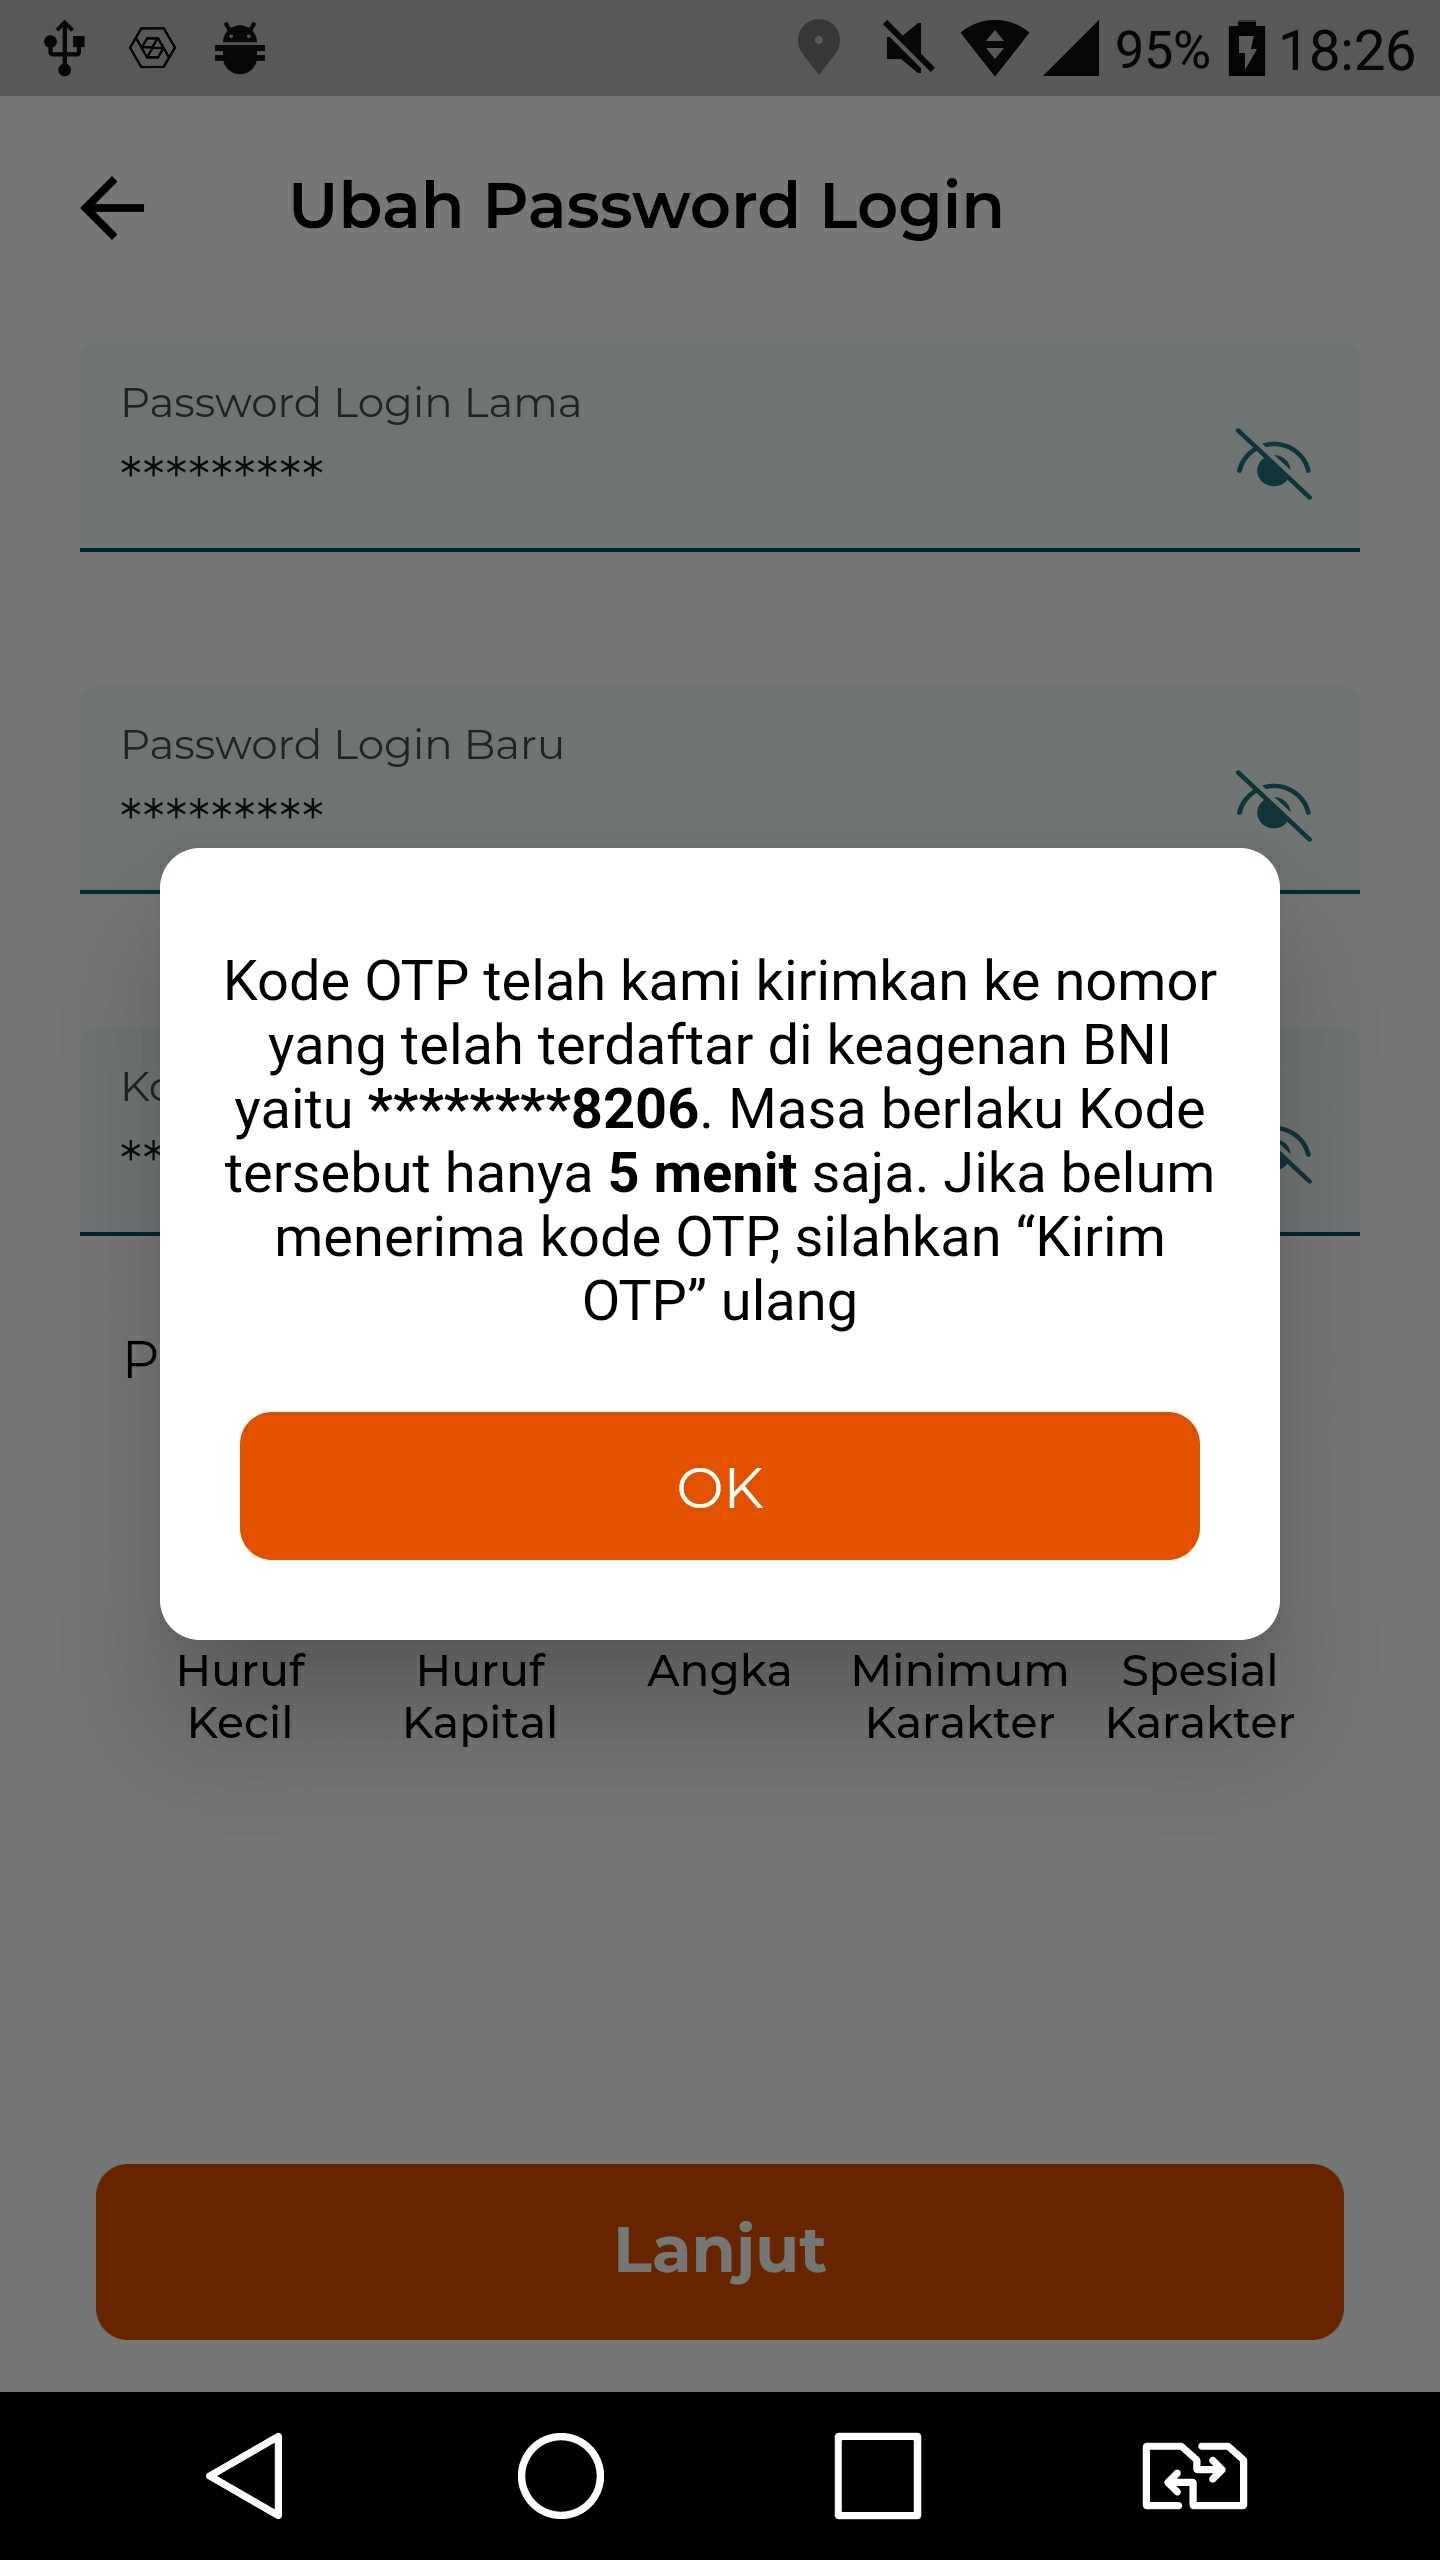 95% 18:26
Ubah Password Login
Password Login Lama
*********
Password Login Baru
*********
Kode OTP telah kami kirimkan ke nomor
yang telah terdaftar di keagenan BNI
yaitu ********8206. Masa berlaku Kode
tersebut hanya 5 menit saja. Jika belum
menerima kode OTP, silahkan “Kirim
OTP” ulang
OK
Huruf Kecil
Huruf Kapital
Angka
Minimum Karakter
Spesial Karakter
Lanjut